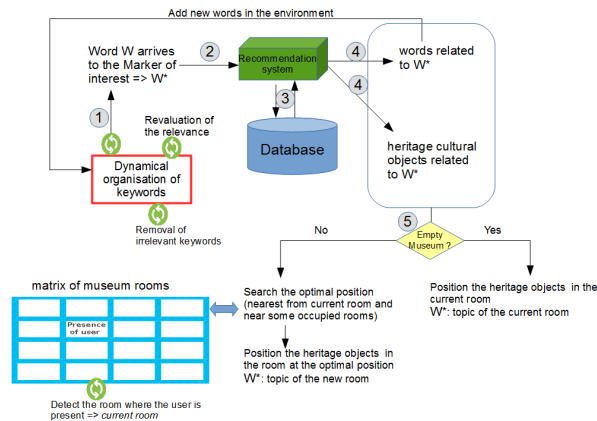 Add new words in the environment
Word W arrives
to the Marker of
interest => W*
2
Recommendation
system
4
words related
to W*
4
3
1
Revaluation of
the relevance
Database
heritage cultural
objects related
to W*
Dynamical
organisation of
keywords
Removal of
irrelevant keywords
5
Empty
Museum ?
No
Yes
matrix of museum rooms
Presence
of user
Search the optimal position
(nearest from current room and
near some occupied rooms)
Position the heritage objects in the
current room
W*: topic of the current room
Position the heritage objects in
the room at the optimal position
W*: topic of the new room
Detect the room where the user is
present => current room